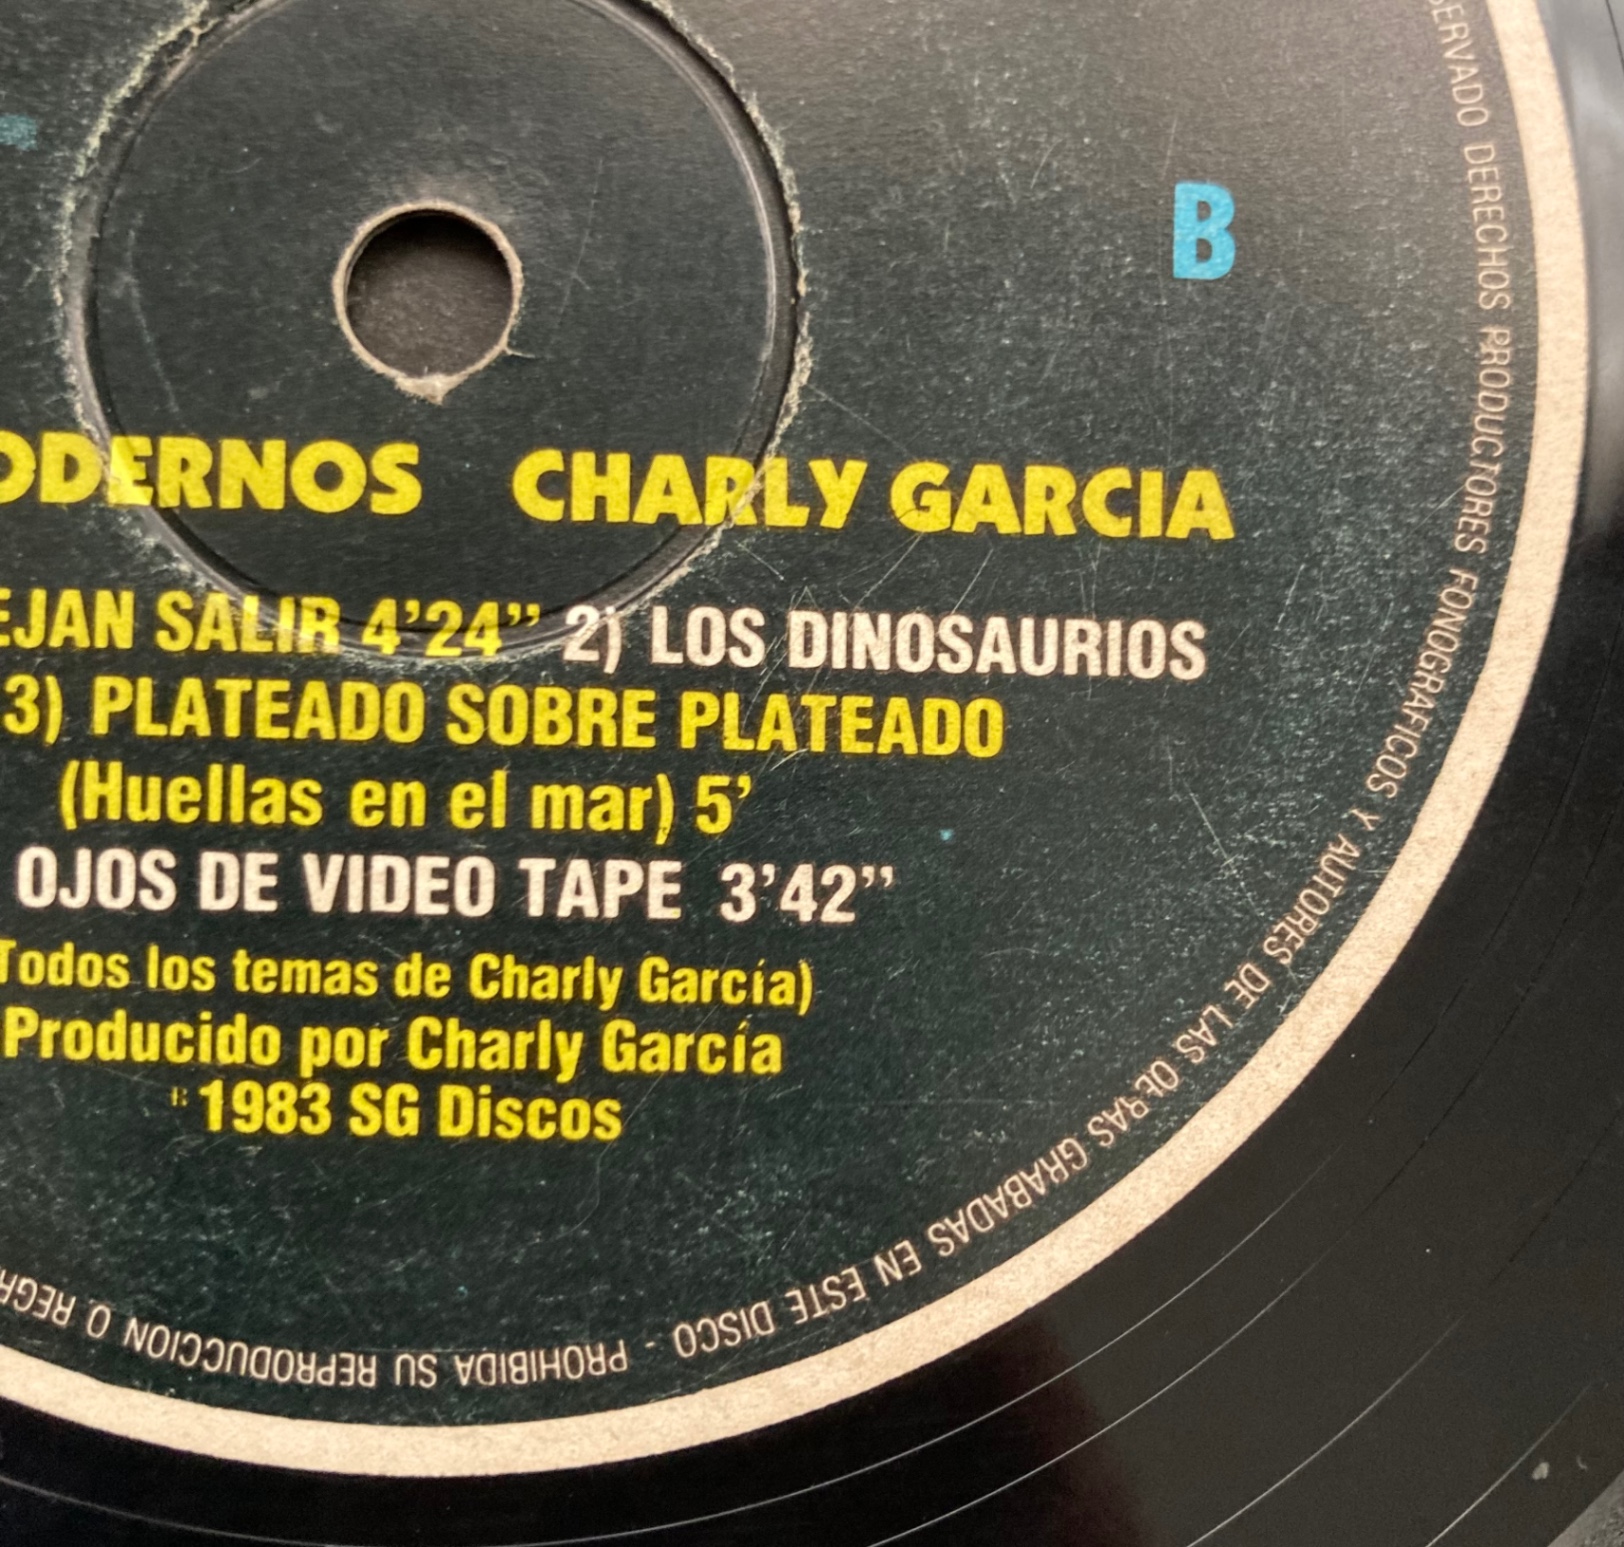 B
ODERNOS CHARLY GARCIA
EJAN SALIR 4'24" 2) LOS DINOSAURIOS
3) PLATEADO SOBRE PLATEADO
(Huellas en el mar) 5'
OJOS DE VIDEO TAPE 3'42"
Todos los temas de Charly García)
Producido por Charly García
1983 SG Discos
SERVADO DERECHOS PRODUCTORES FONOGRAFICOS Y AUTORES DE LAS OBRAS GRABADAS EN ESTE DISCO - PROHIBIDA SU REPRODUCCION O REGR